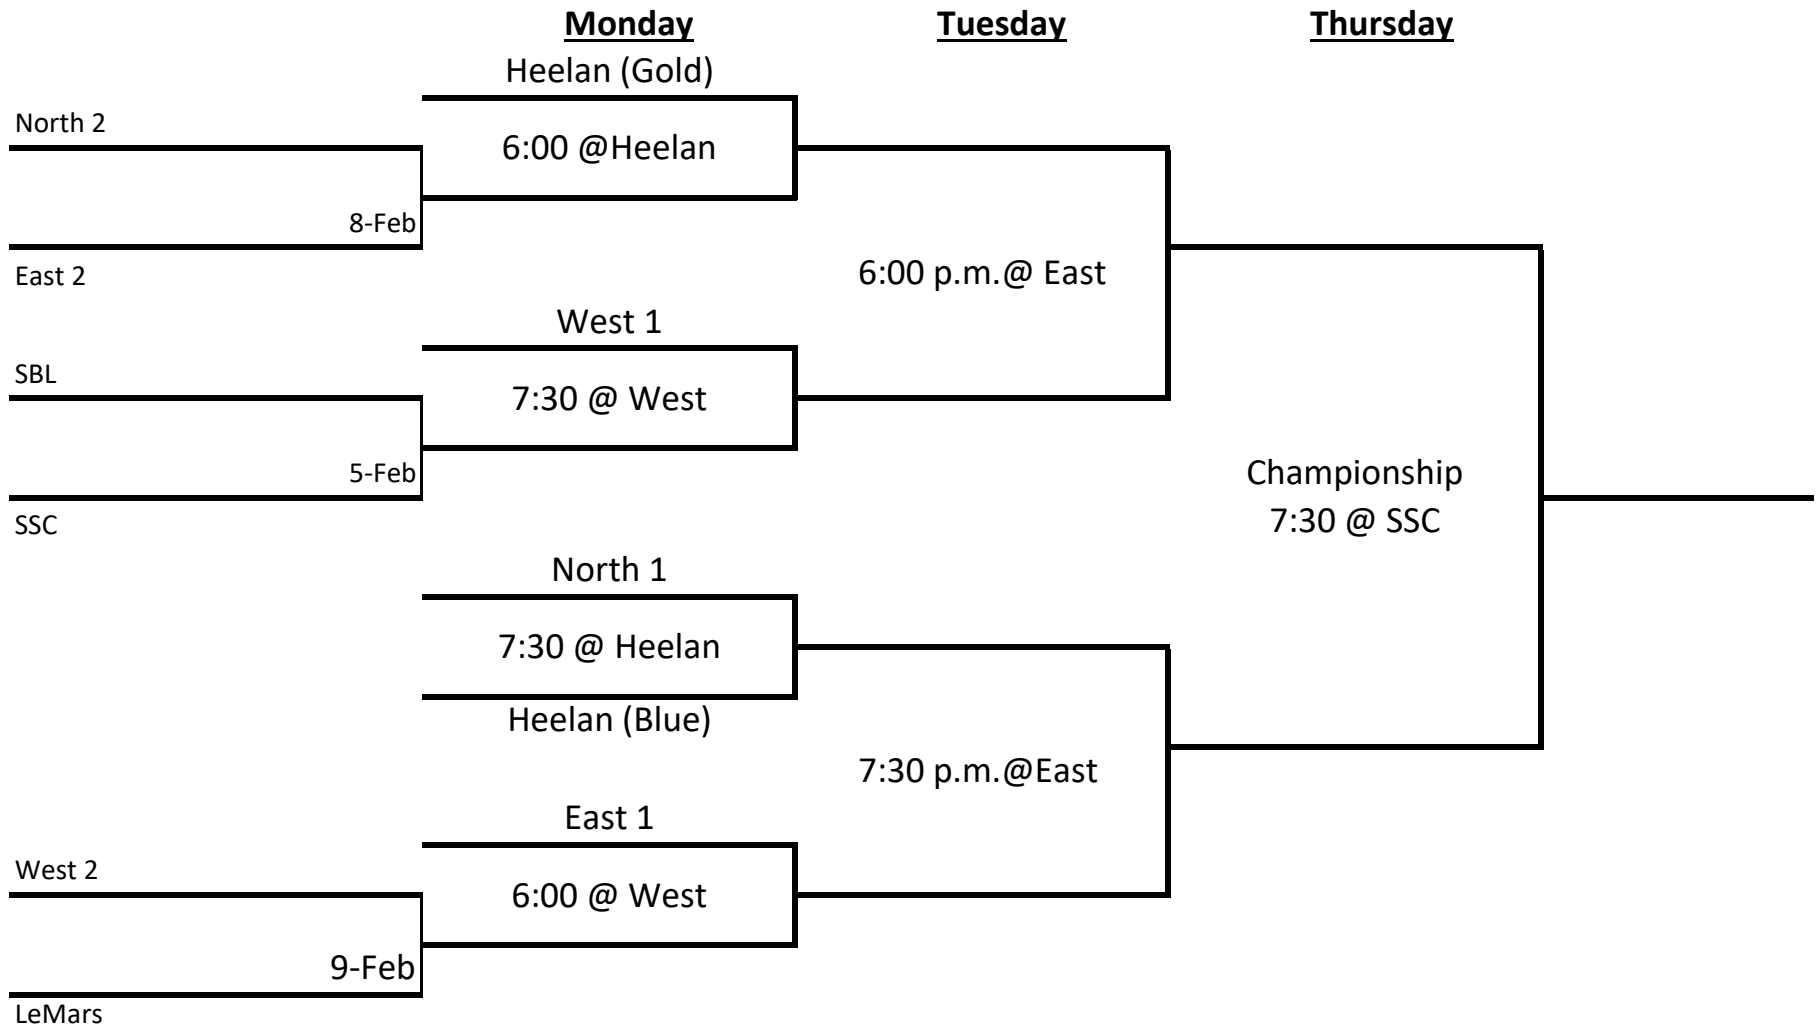 Monday Tuesday Thursday
Heelan (Gold)
North 2
6:00 @Heelan
8-Feb
East 2
6:00 p.m.@ East
West 1
SBL
7:30 @ West
5-Feb
SSC
Championship
7:30 @ SSC
North 1
7:30 @ Heelan
Heelan (Blue)
7:30 p.m.@East
East 1
West 2
6:00 @ West
9-Feb
LeMars